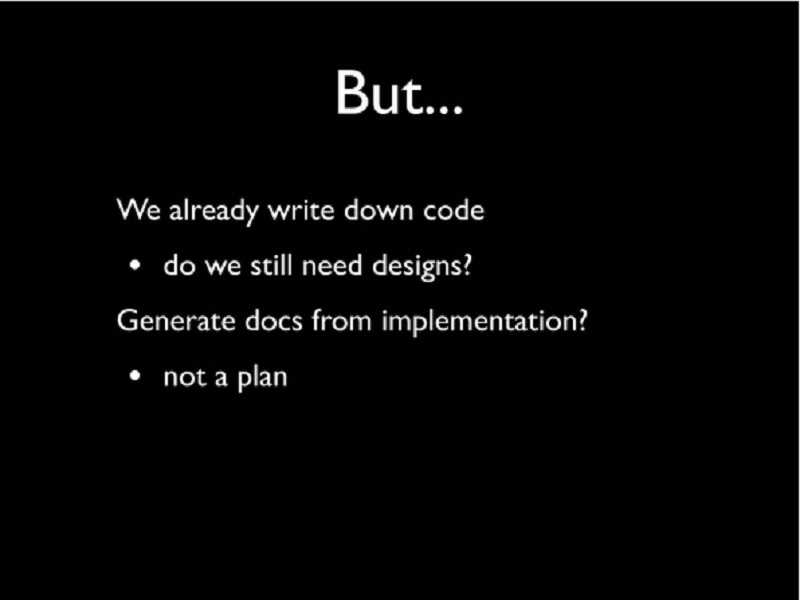 But...
We already write down code
• do we still need designs?
Generate docs from implementation?
• not a plan